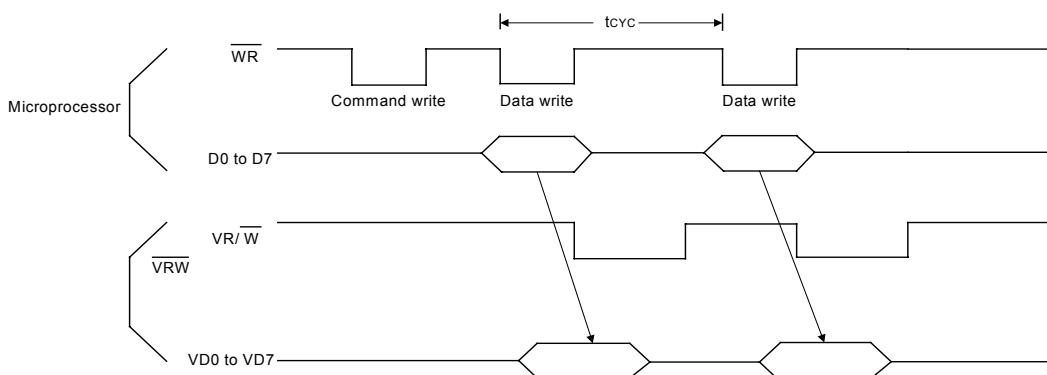 tCYC
WR
Command write
Data write
Data write
Microprocessor
D0 to D7
VR/ W
VRW
VD0 to VD7